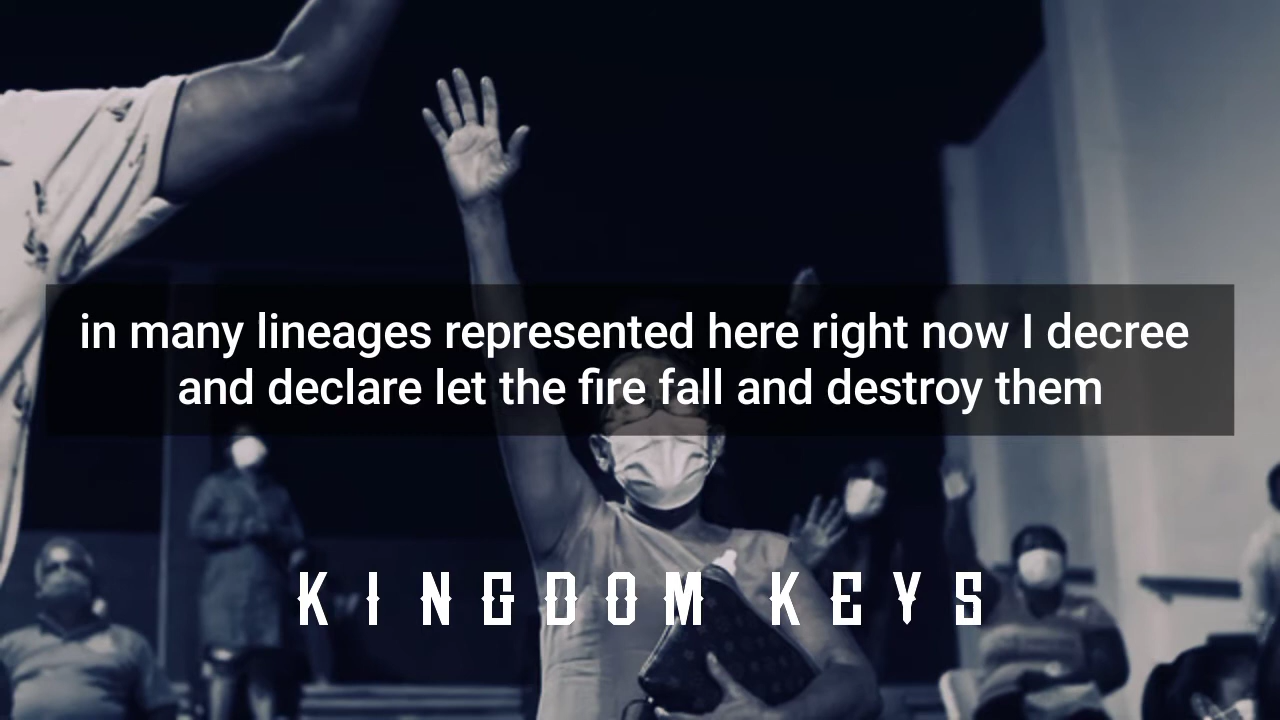 in many lineages represented here right now I decree
and declare let the fire fall and destroy them
KINGDOM KEYS